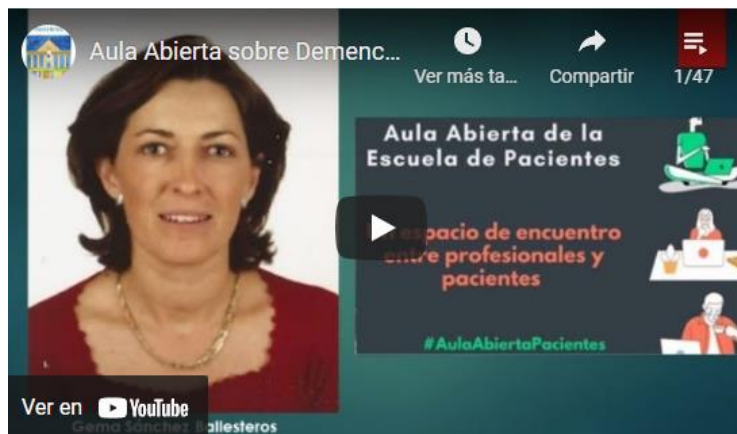 Aula Abierta sobre Demenc...
Ver más ta...
Compartir
1/47
Aula Abierta de la
Escuela de Pacientes
espacio de encuentro
entre profesionales y
pacientes
#AulaAbiertaPacientes
Ver en YouTube
Gema Sánchez Ballesteros